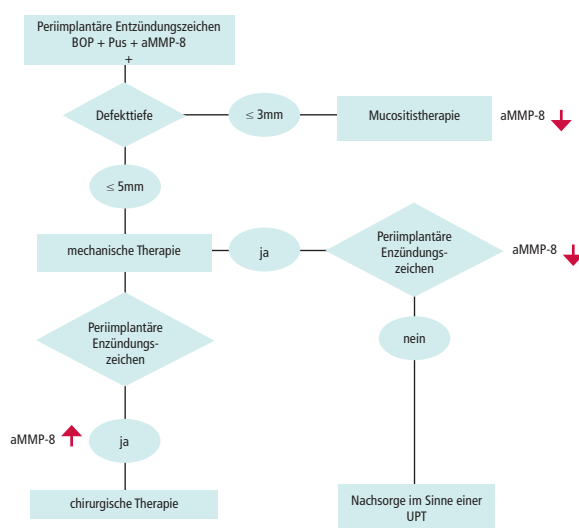 Periimplantäre Entzündungszeichen
BOP + Pus + aMMP-8
+
Defekttiefe
≤ 3mm
Mucositistherapie
aMMP-8
≤ 5mm
mechanische Therapie
ja
Periimplantäre
Enzündungs-
zeichen
aMMP-8
Periimplantäre
Enzündungs-
zeichen
nein
aMMP-8
ja
chirurgische Therapie
Nachsorge im Sinne einer
UPT